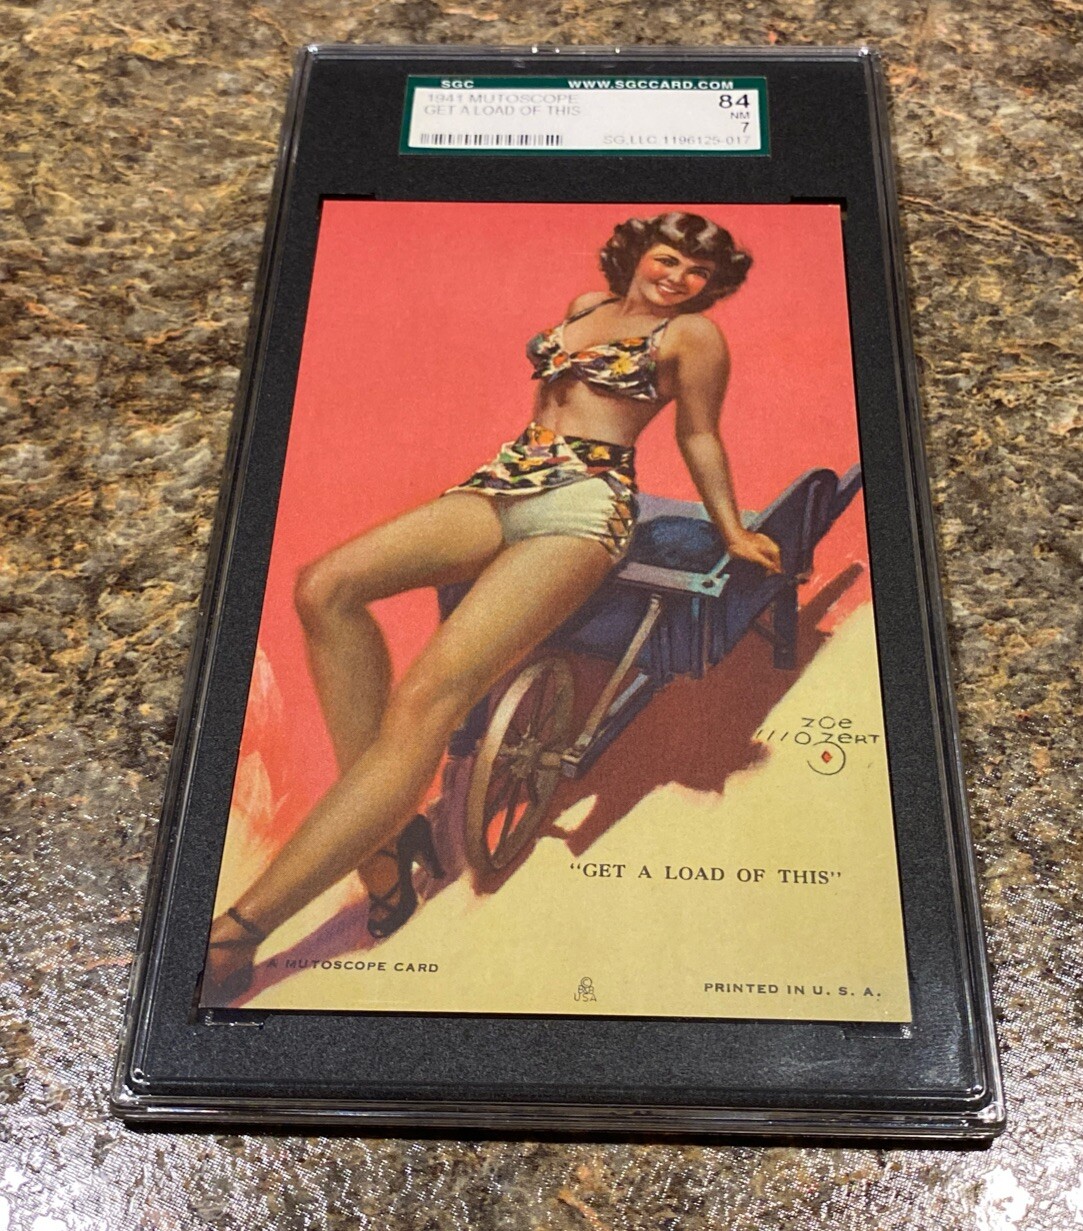 SGC WWW.SGCCARD.COM
1941 MUTOSCOPE 84
GET A LOAD OF THIS NM
7
SG,LLC 1196125-017
ZOE
MOZERT
“GET A LOAD OF THIS”
A MUTOSCOPE CARD
©
USA
PRINTED IN U. S. A.